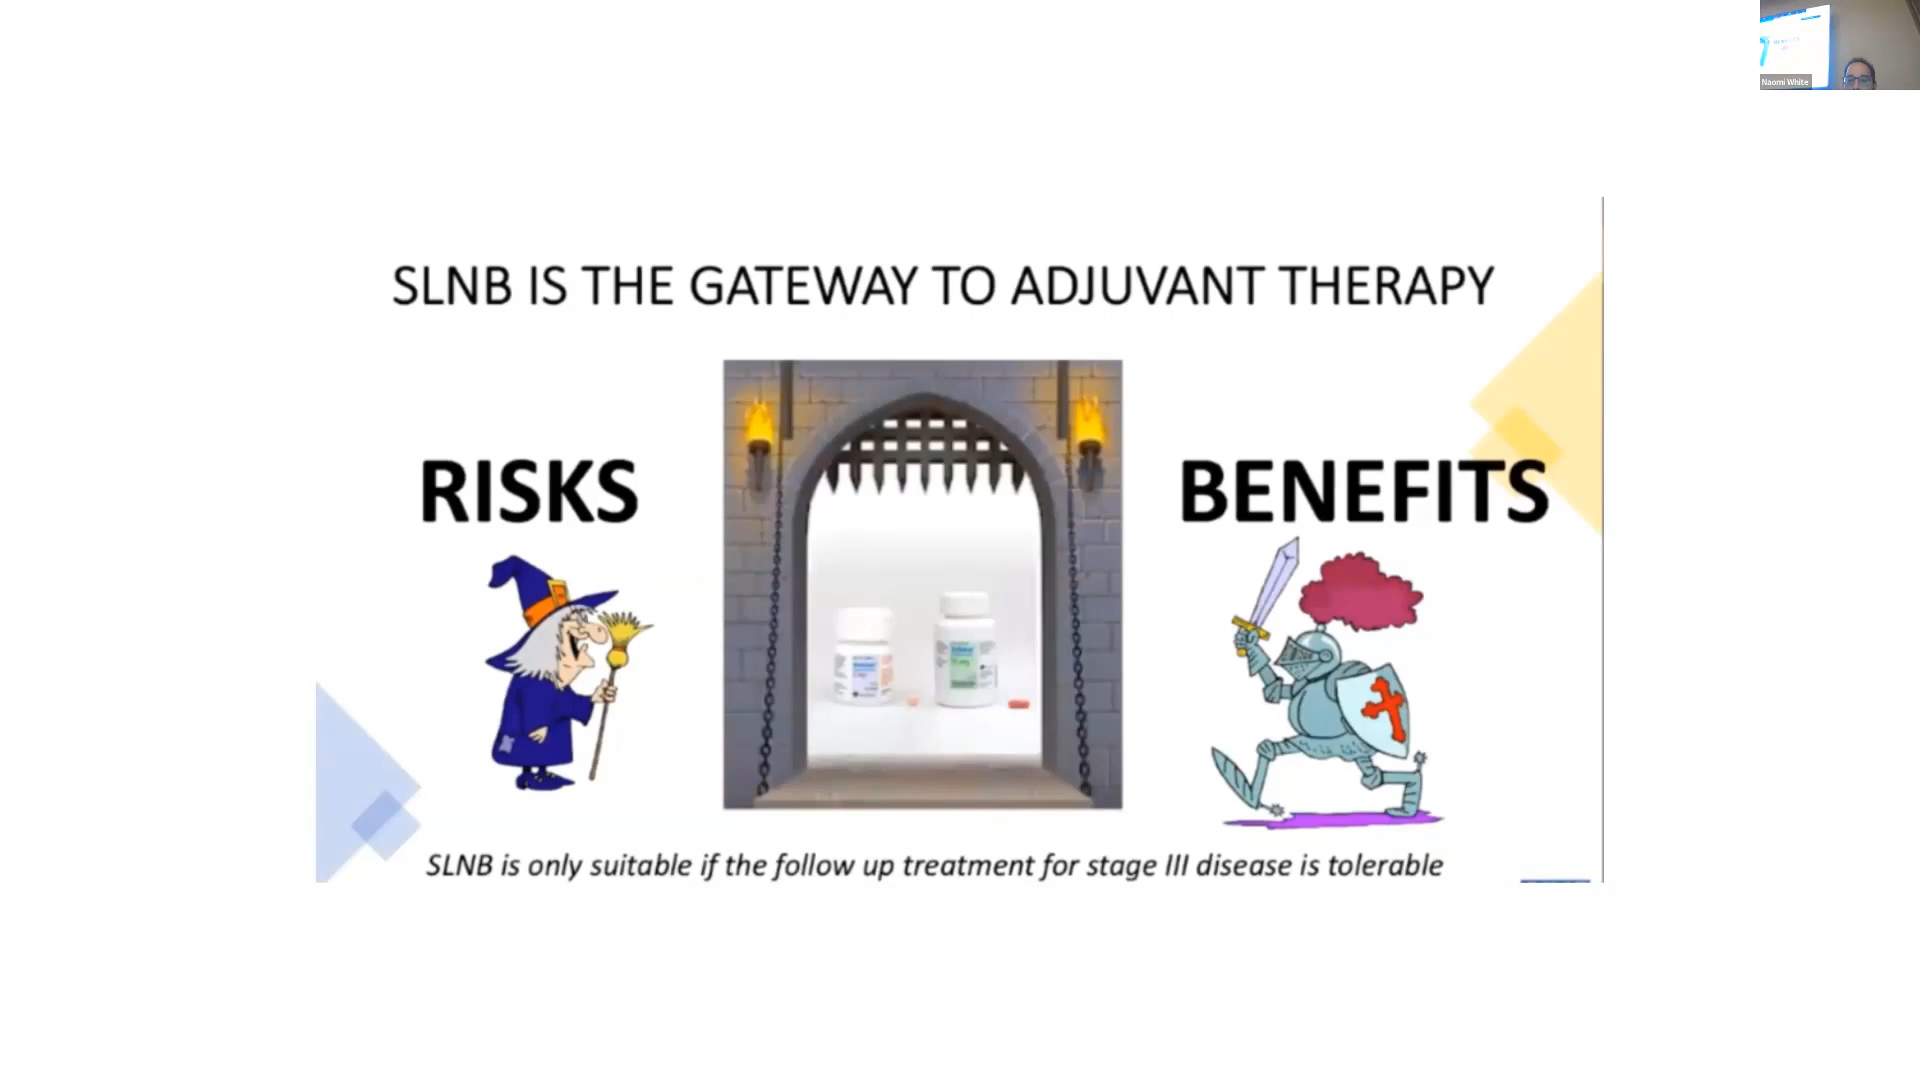 Naomi White
SLNB IS THE GATEWAY TO ADJUVANT THERAPY
RISKS
BENEFITS
SLNB is only suitable if the follow up treatment for stage III disease is tolerable